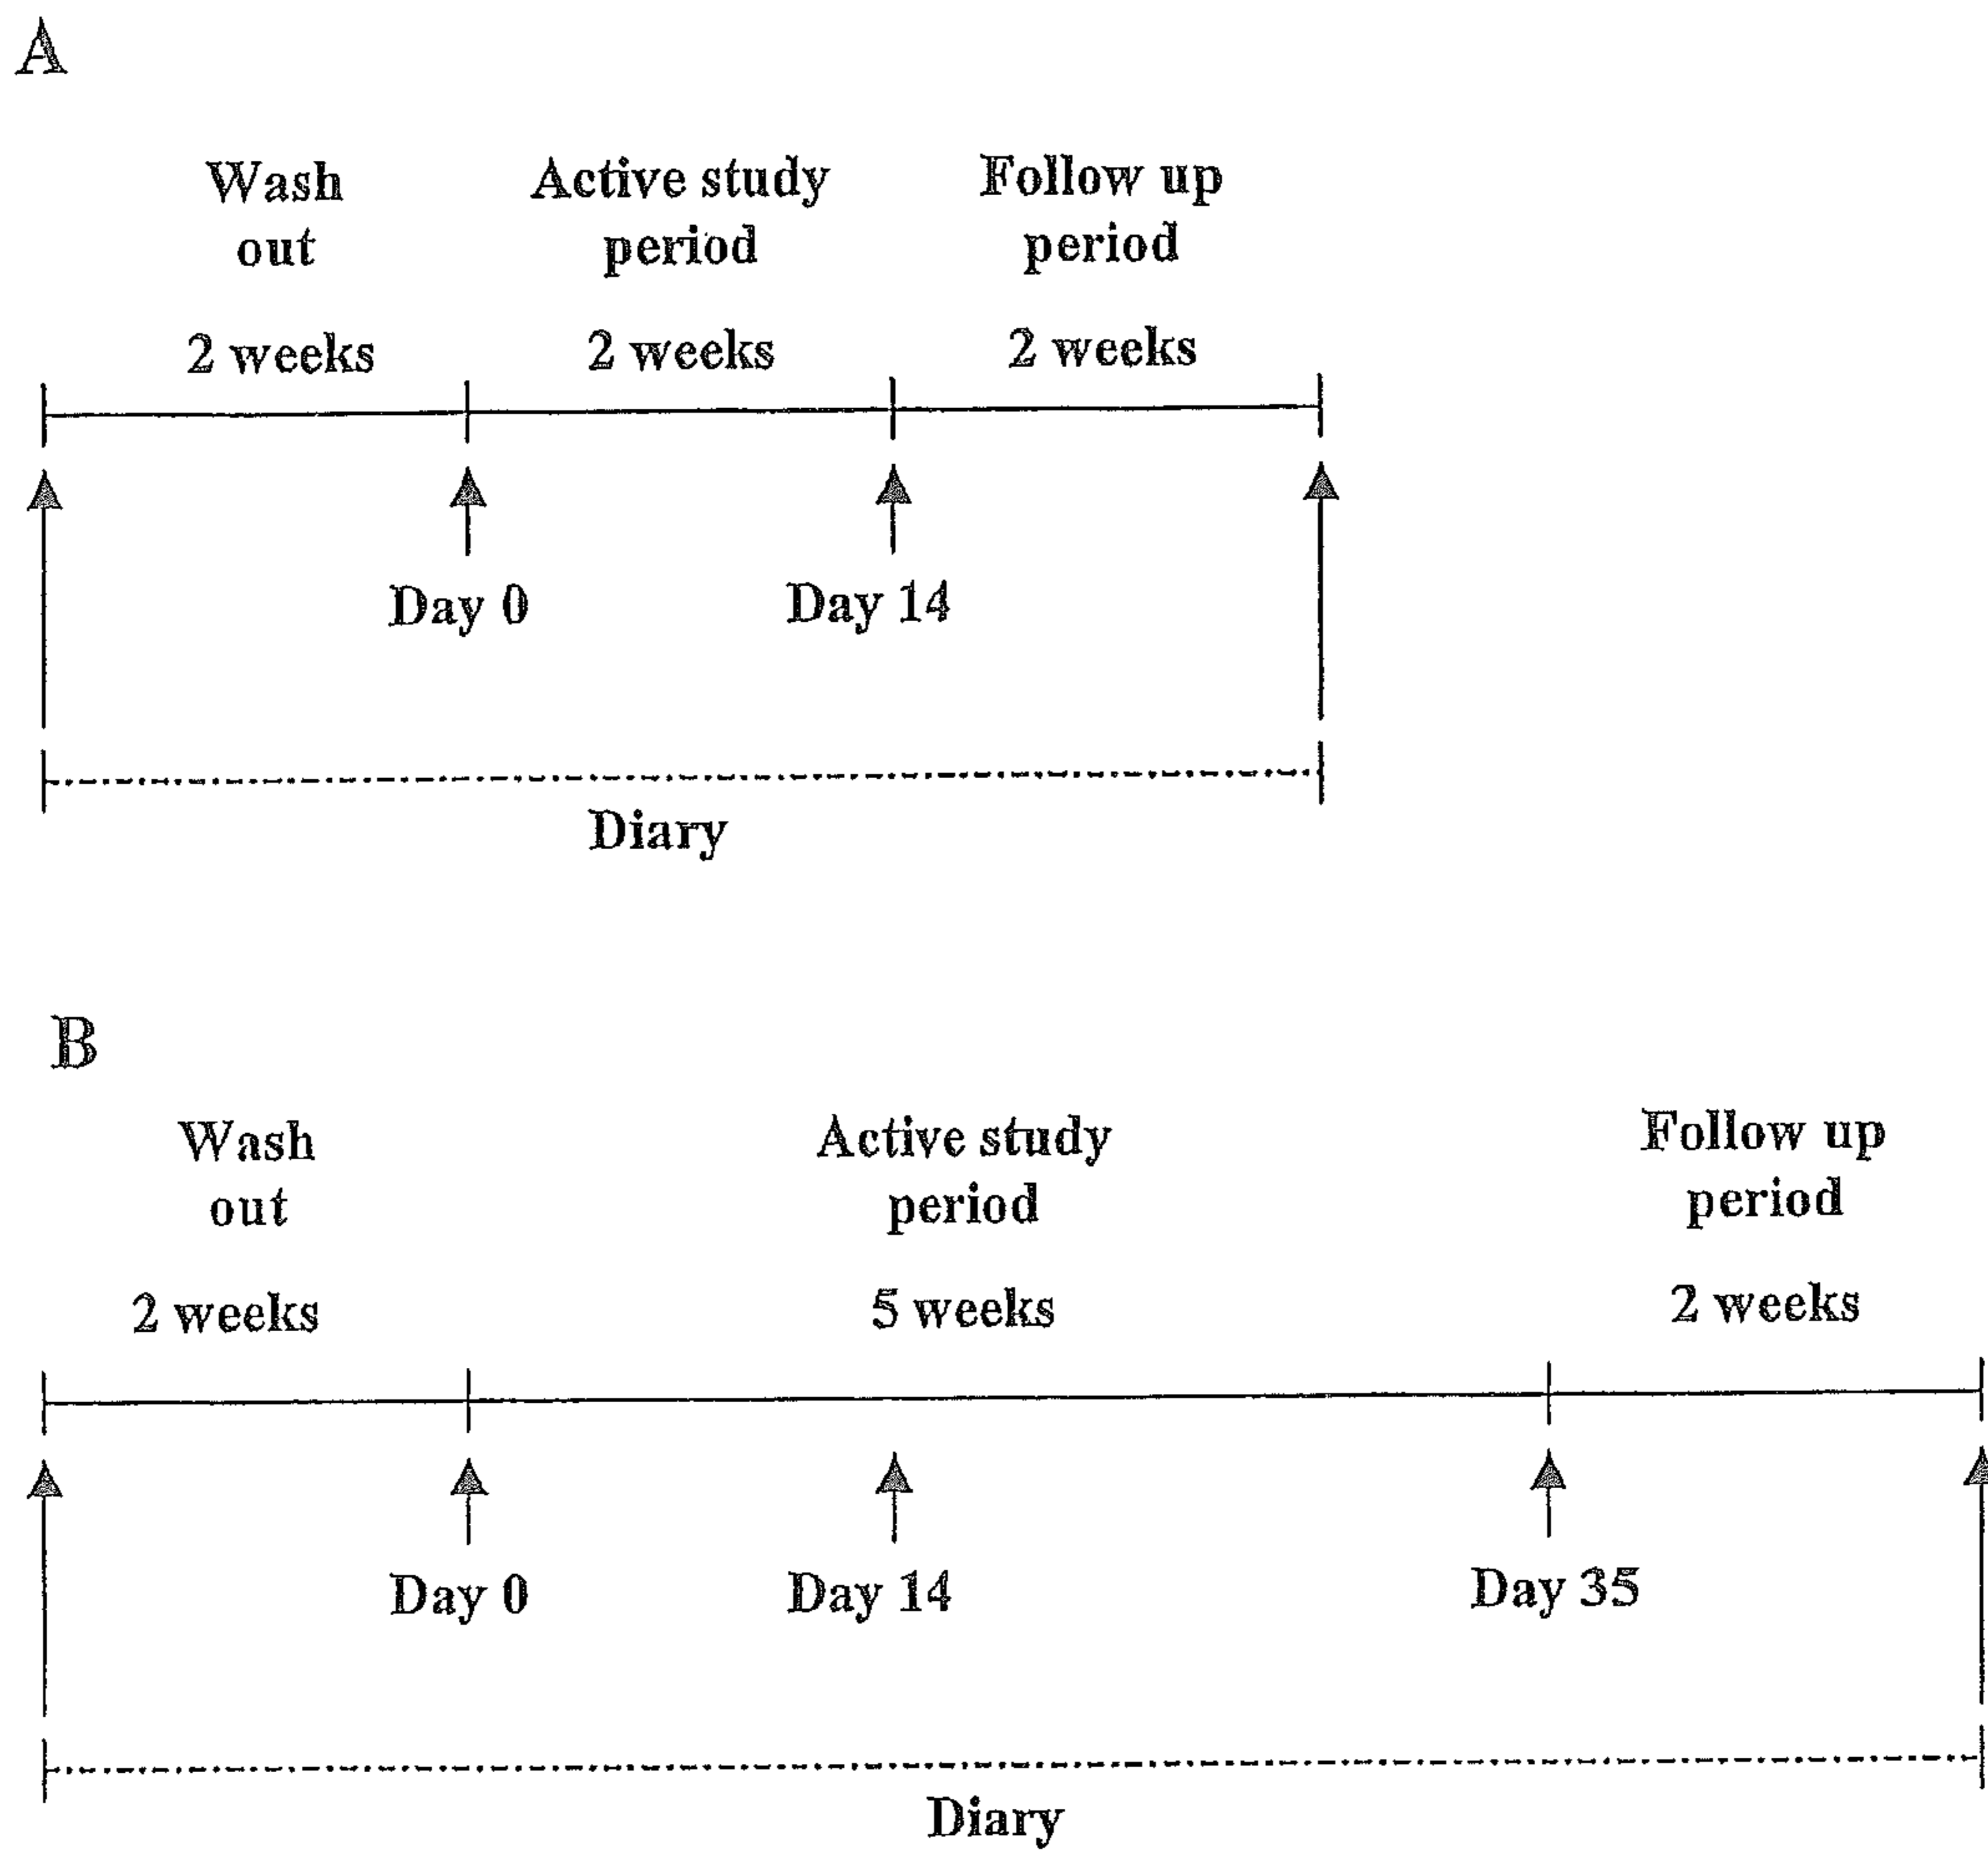 A
Wash
out
Active study
period
Follow up
period
2 weeks
2 weeks
2 weeks
Day 0
Day 14
Diary
B
Wash
out
Active study
period
Follow up
period
2 weeks
5 weeks
2 weeks
Day 0
Day 14
Day 35
Diary